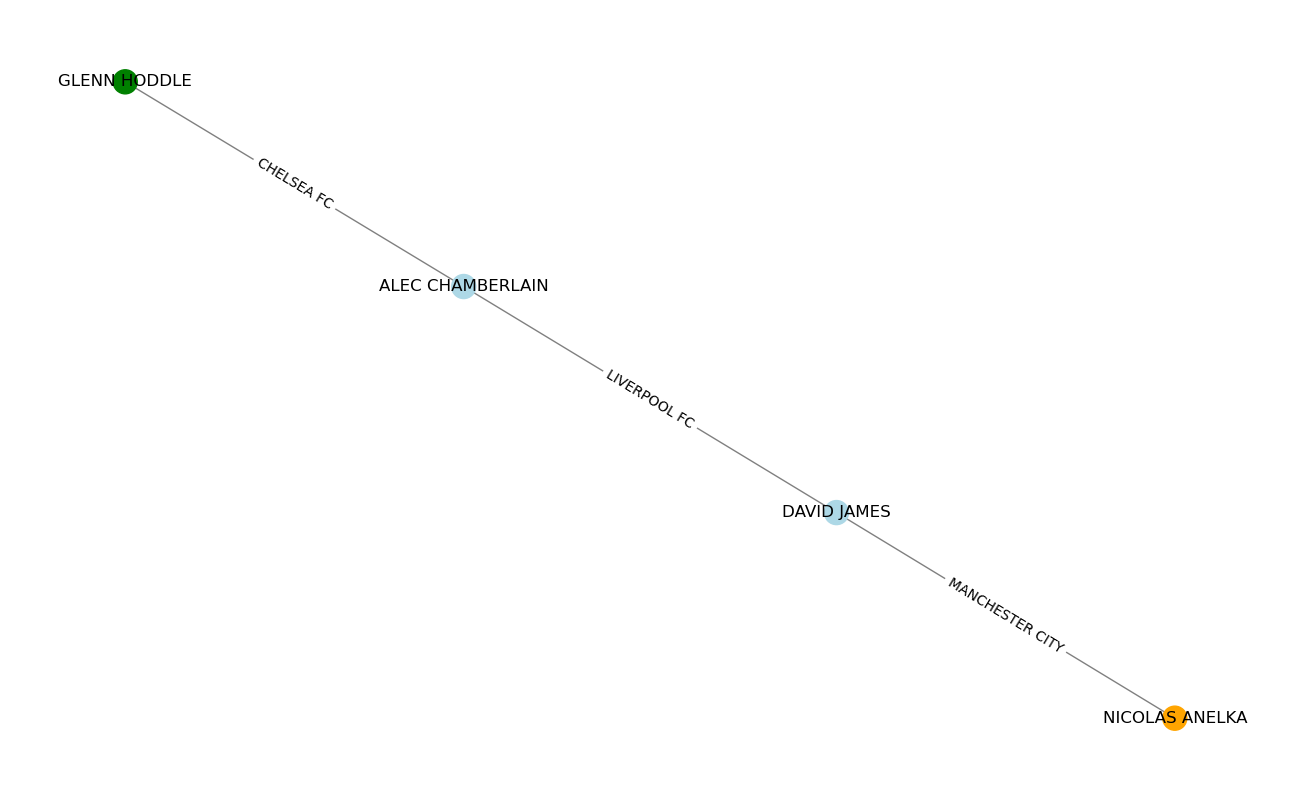 GLENN HODDLE
CHELSEA FC
ALEC CHAMBERLAIN
LIVERPOOL FC
DAVID JAMES
MANCHESTER CITY
NICOLAS ANELKA